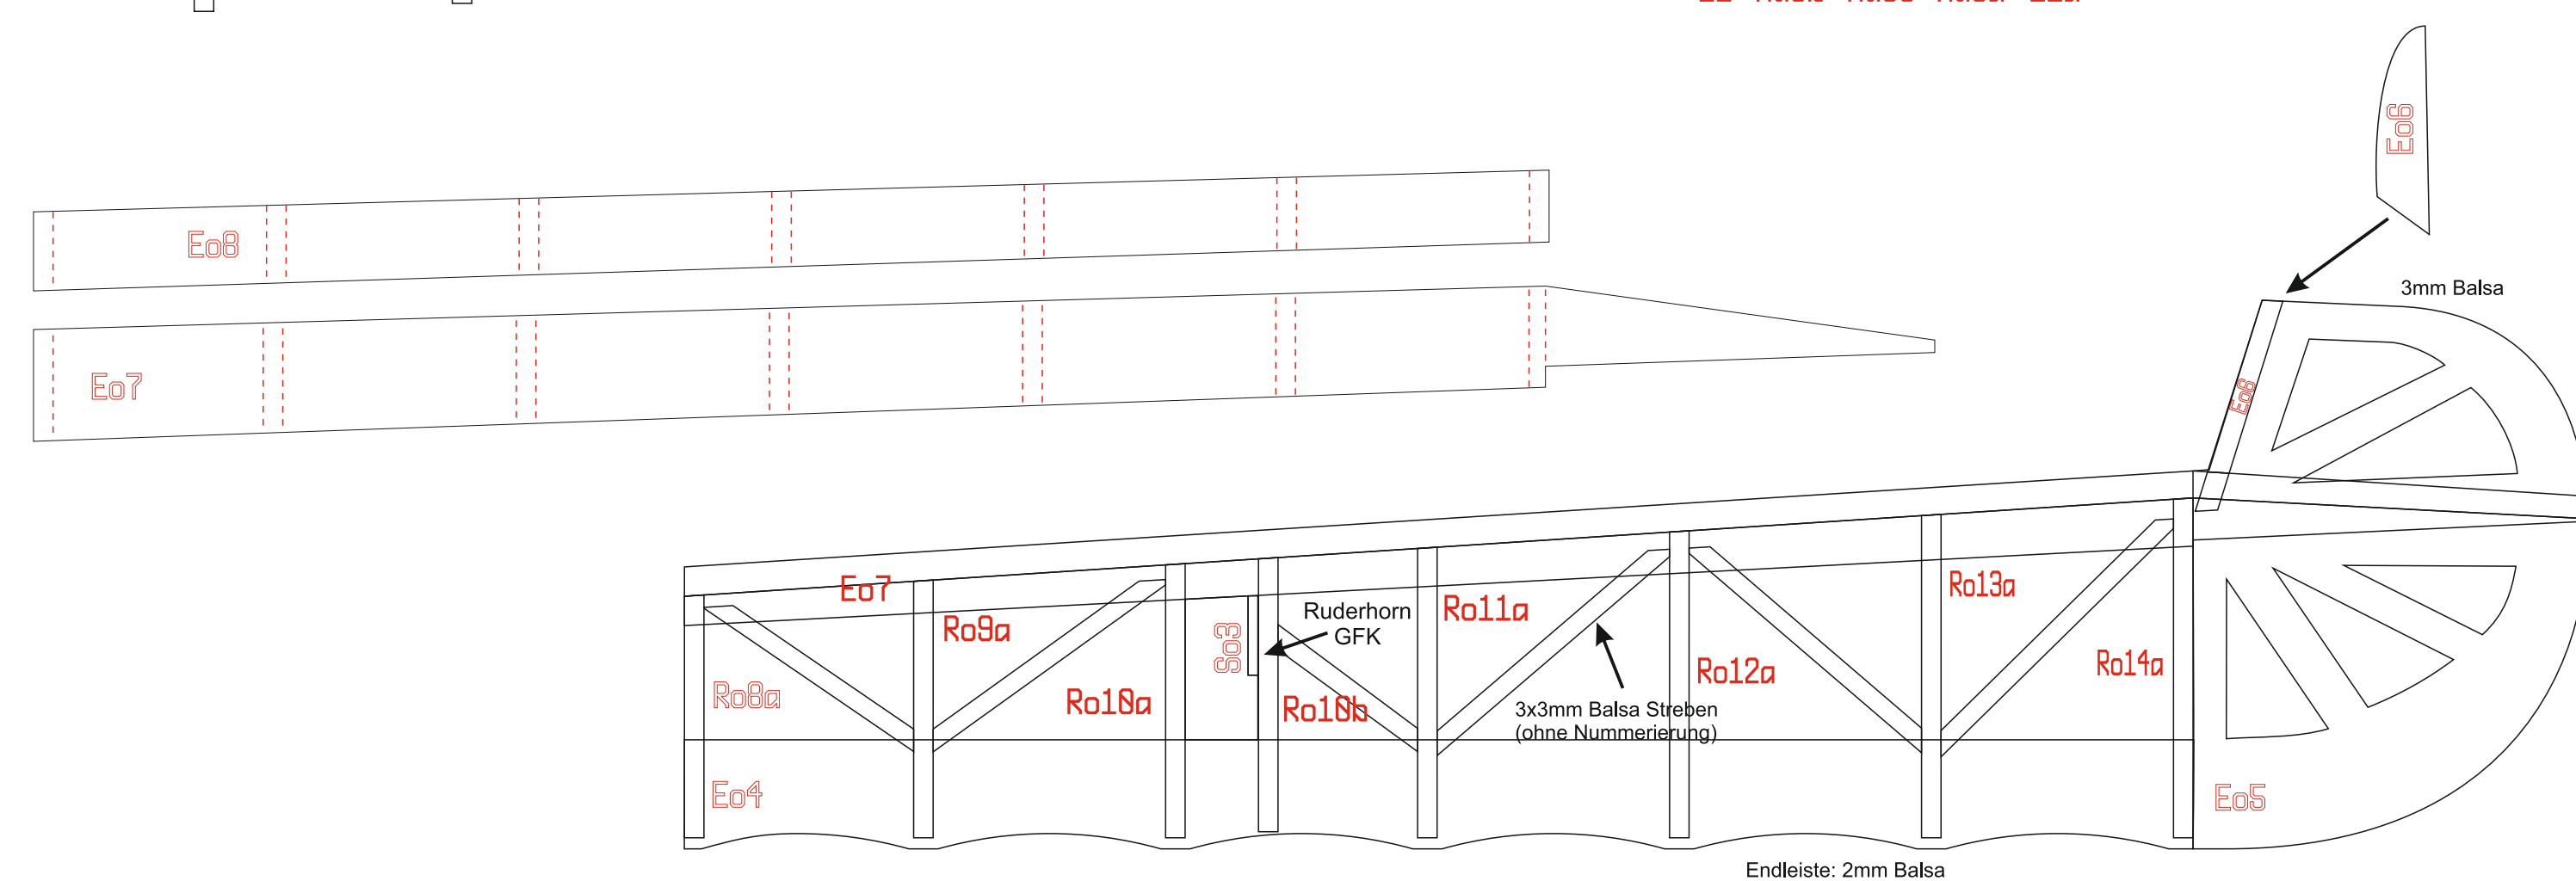 Eo6
Eo8
3mm Balsa
Eo7
Eo6
Eo7
Ro9a
Ruderhorn
GFK
So3
Ro11a
Ro13a
Ro8a
Ro10a
Ro10b
Ro12a
Ro14a
3x3mm Balsa Streben
(ohne Nummerierung)
Eo4
Eo5
Endleiste: 2mm Balsa